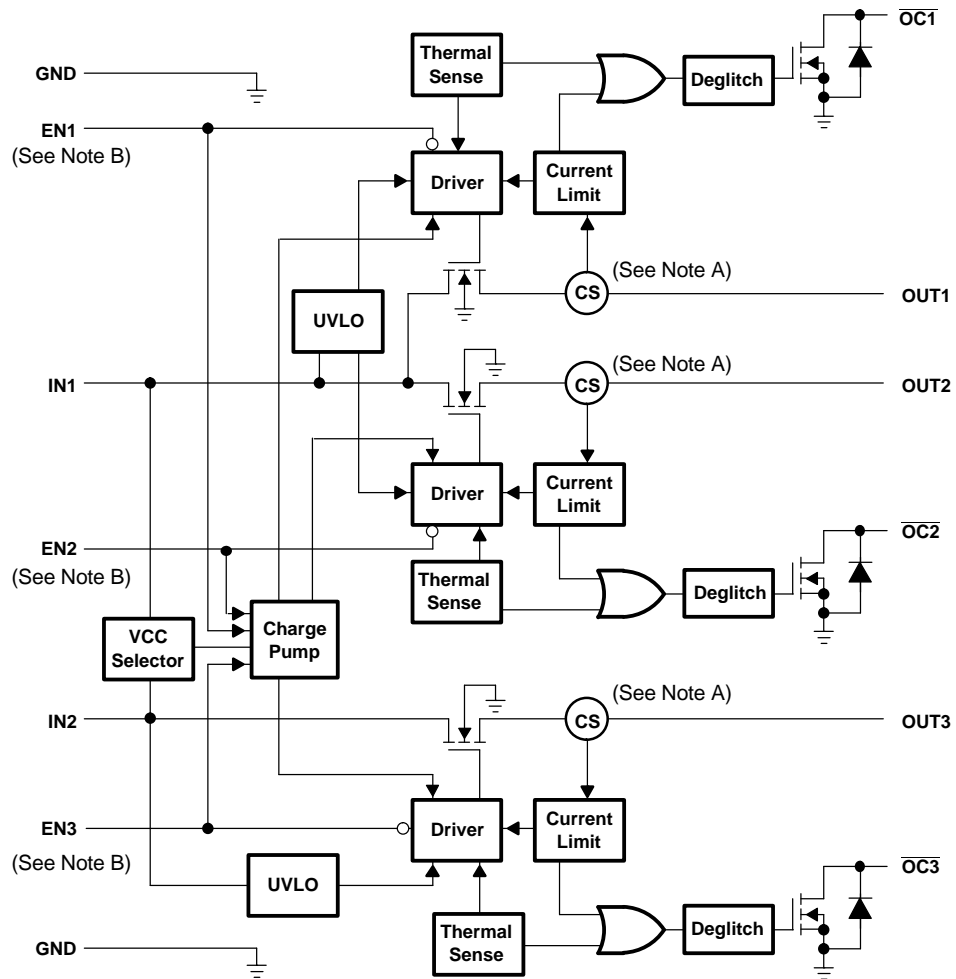 OC1
GND
Thermal
Sense
Deglitch
EN1
(See Note B)
Driver
Current
Limit
(See Note A)
CS
OUT1
UVLO
IN1
(See Note A)
CS
OUT2
Driver
Current
Limit
EN2
(See Note B)
OC2
Thermal
Sense
Deglitch
VCC
Selector
Charge
Pump
(See Note A)
IN2
CS
OUT3
EN3
(See Note B)
Driver
Current
Limit
UVLO
OC3
Thermal
Sense
Deglitch
GND